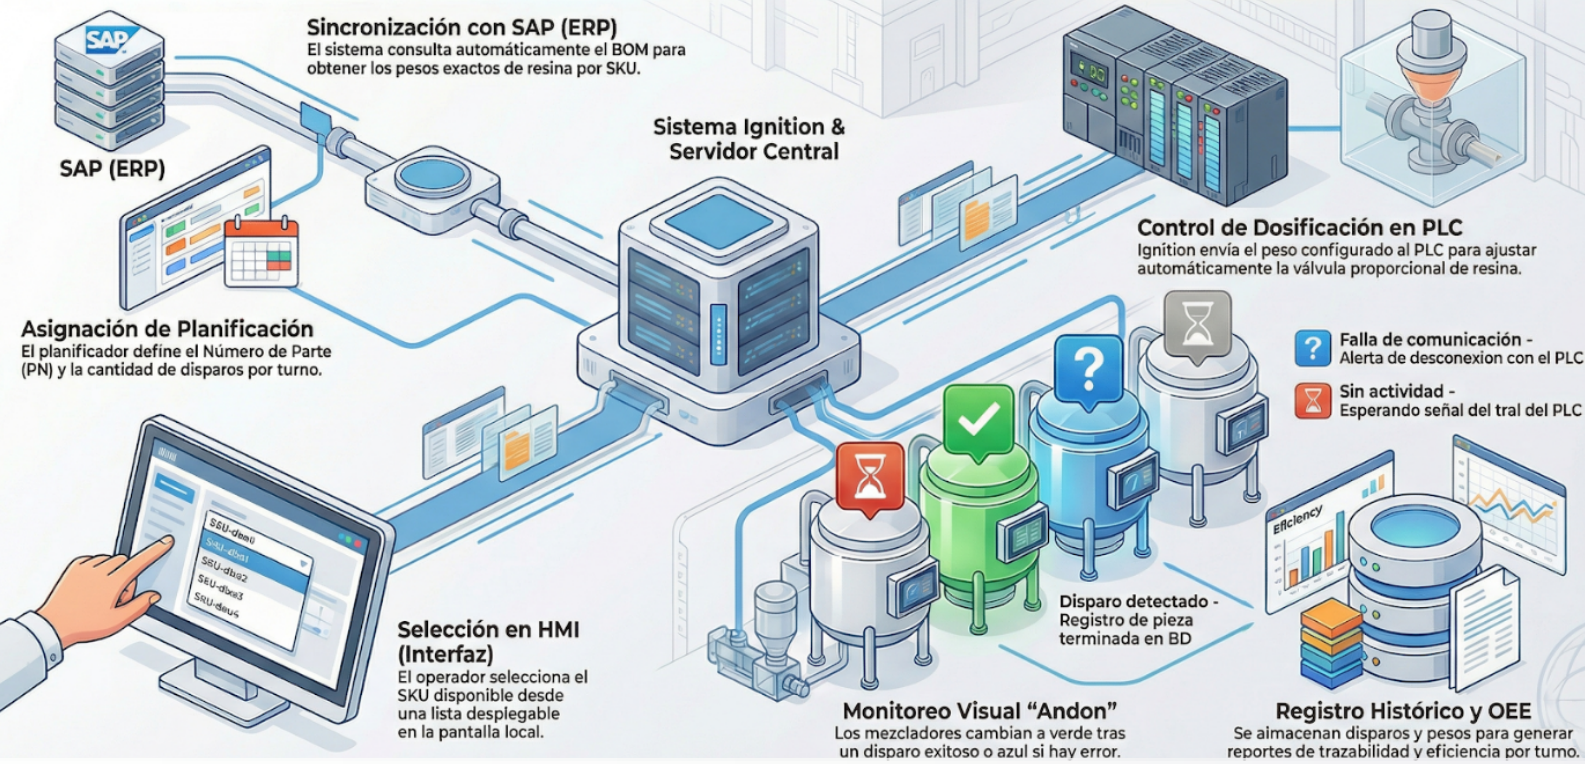 SAP
Sincronización con SAP (ERP)
El sistema consulta automáticamente el BOM para
obtener los pesos exactos de resina por SKU.
SAP (ERP)
Sistema Ignition &
Servidor Central
Control de Dosificación en PLC
Ignition envía el peso configurado al PLC para ajustar
automáticamente la válvula proporcional de resina.
Asignación de Planificación
El planificador define el Número de Parte
(PN) y la cantidad de disparos por turno.
?
?
Falla de comunicación -
Alerta de desconexion con el PLC
Sin actividad -
Esperando señal del tral del PLC
Eficiency
Selección en HMI
(Interfaz)
El operador selecciona el
SKU disponible desde
una lista desplegable
en la pantalla local.
Disparo detectado -
Registro de pieza
terminada en BD
Monitoreo Visual “Andon”
Los mezcladores cambian a verde tras
un disparo exitoso o azul si hay error.
Registro Histórico y OEE
Se almacenan disparos y pesos para generar
reportes de trazabilidad y eficiencia por turno.